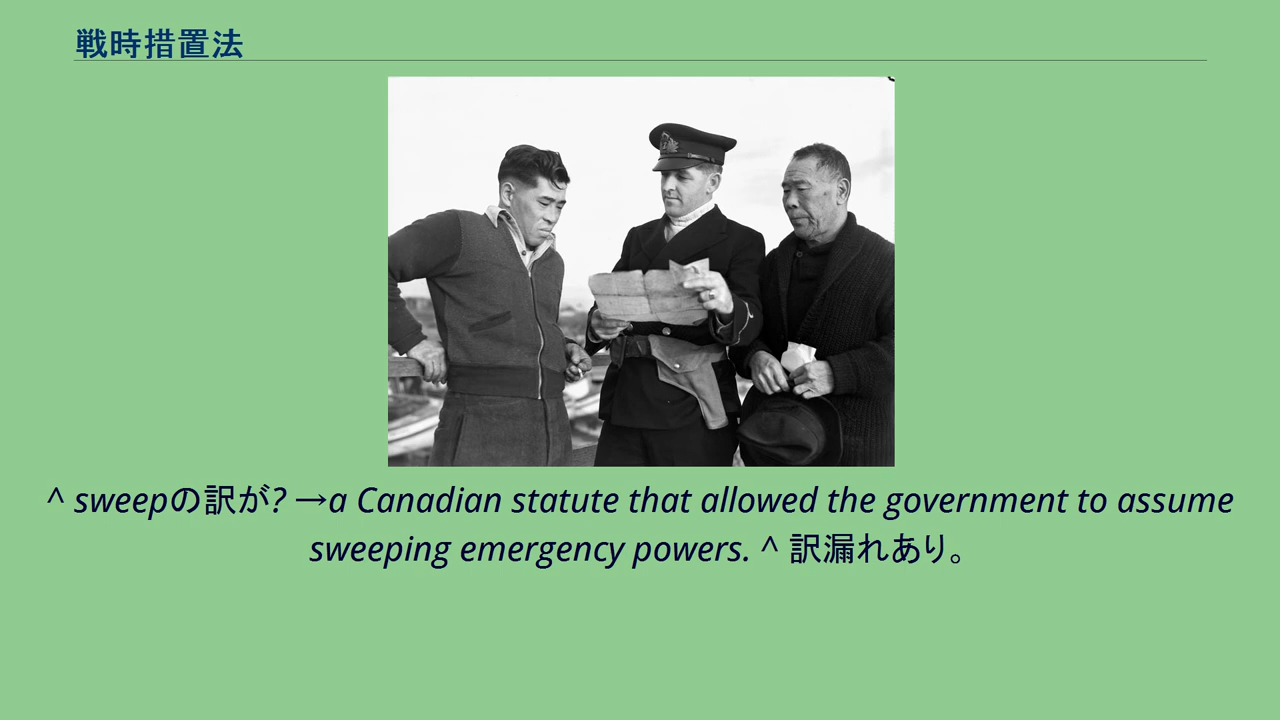 戦時措置法
^ sweepの訳が? →a Canadian statute that allowed the government to assume
sweeping emergency powers. ^ 訳漏れあり。